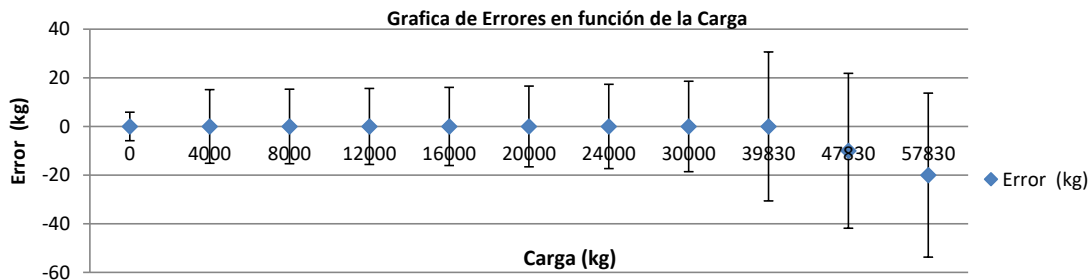 Grafica de Errores en función de la Carga
Error (kg)
40
20
0
-20
-40
-60
0 4000 8000 12000 16000 20000 24000 30000 39830 47830 57830
Carga (kg)
Error (kg)